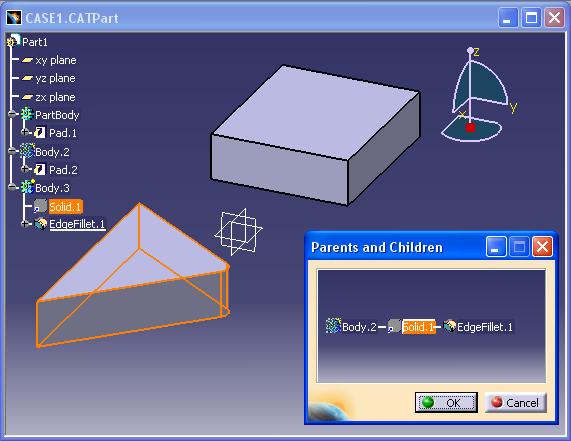 CASE1.CATPart
Part1
xy plane
yz plane
zx plane
PartBody
Pad.1
Body.2
Pad.2
Body.3
Solid.1
EdgeFillet.1
z
y
x
Parents and Children
Body.2 Solid.1 EdgeFillet.1
OK Cancel